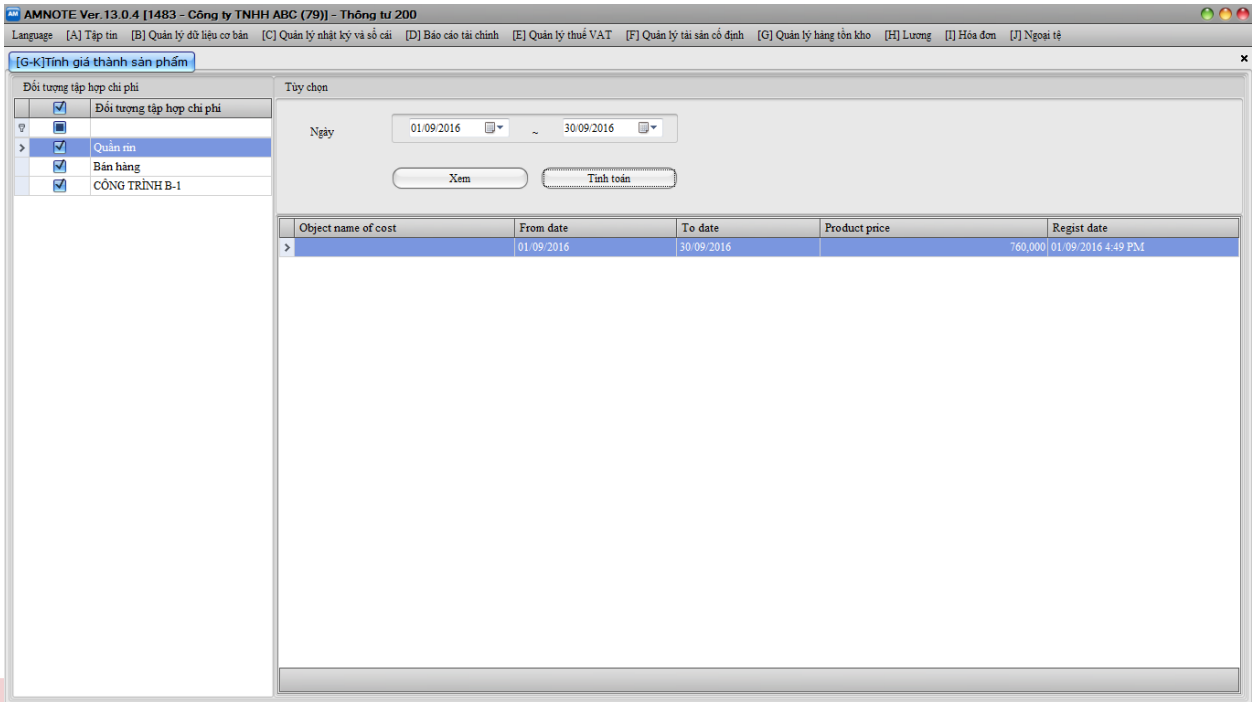 AM AMNOTE Ver.13.0.4 [1483 - Công ty TNHH ABC (79)] - Thông tư 200
Language [A] Tập tin [B] Quản lý dữ liệu cơ bản [C] Quản lý nhật ký và sổ cái [D] Báo cáo tài chính [E] Quản lý thuế VAT [F] Quản lý tài sản cố định [G] Quản lý hàng tồn kho [H] Lương [I] Hóa đơn [J] Ngoại tệ
[G-K]Tính giá thành sản phẩm
Đối tượng tập hợp chi phí
Đối tượng tập hợp chi phí
Quần rin
Bán hàng
CÔNG TRÌNH B-1
Tùy chọn
Ngày 01/09/2016 ~ 30/09/2016
Xem Tính toán
Object name of cost From date To date Product price Regist date
01/09/2016 30/09/2016 760,000 01/09/2016 4:49 PM